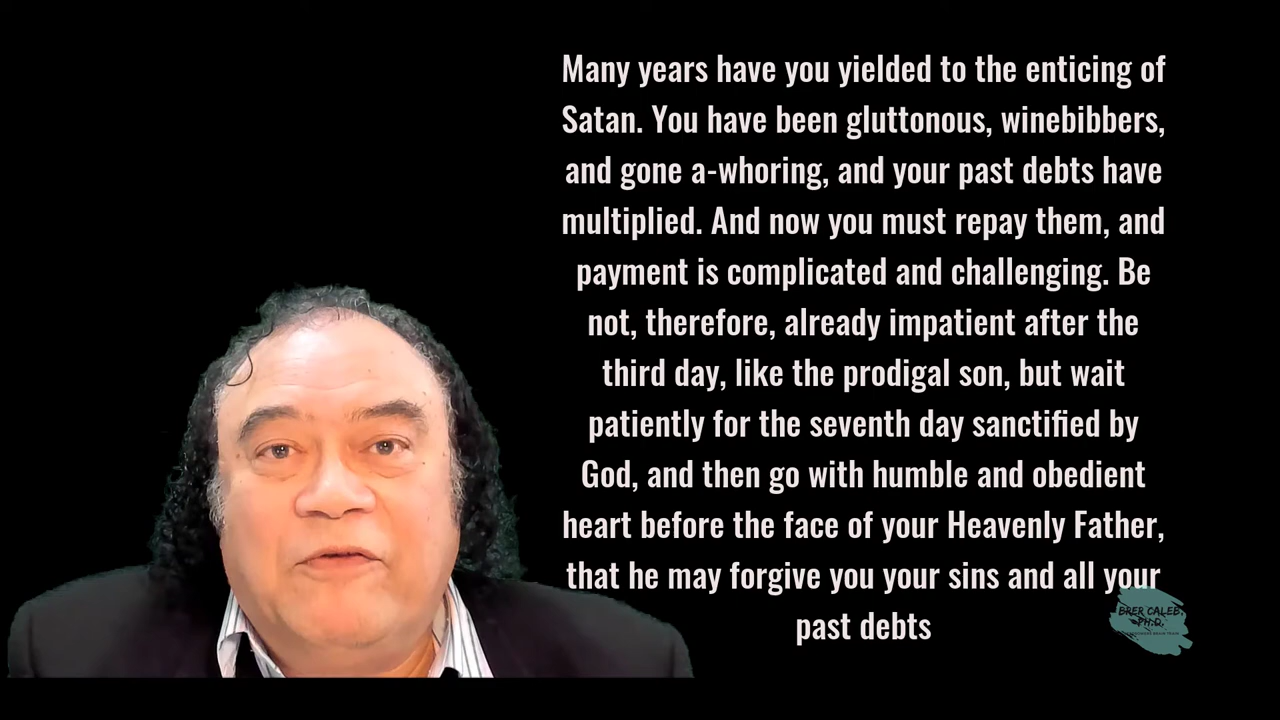 Many years have you yielded to the enticing of
Satan. You have been gluttonous, winebibbers,
and gone a-whoring, and your past debts have
multiplied. And now you must repay them, and
payment is complicated and challenging. Be
not, therefore, already impatient after the
third day, like the prodigal son, but wait
patiently for the seventh day sanctified by
God, and then go with humble and obedient
heart before the face of your Heavenly Father,
that he may forgive you your sins and all your
past debts
BRER CALEB,
PH.D.